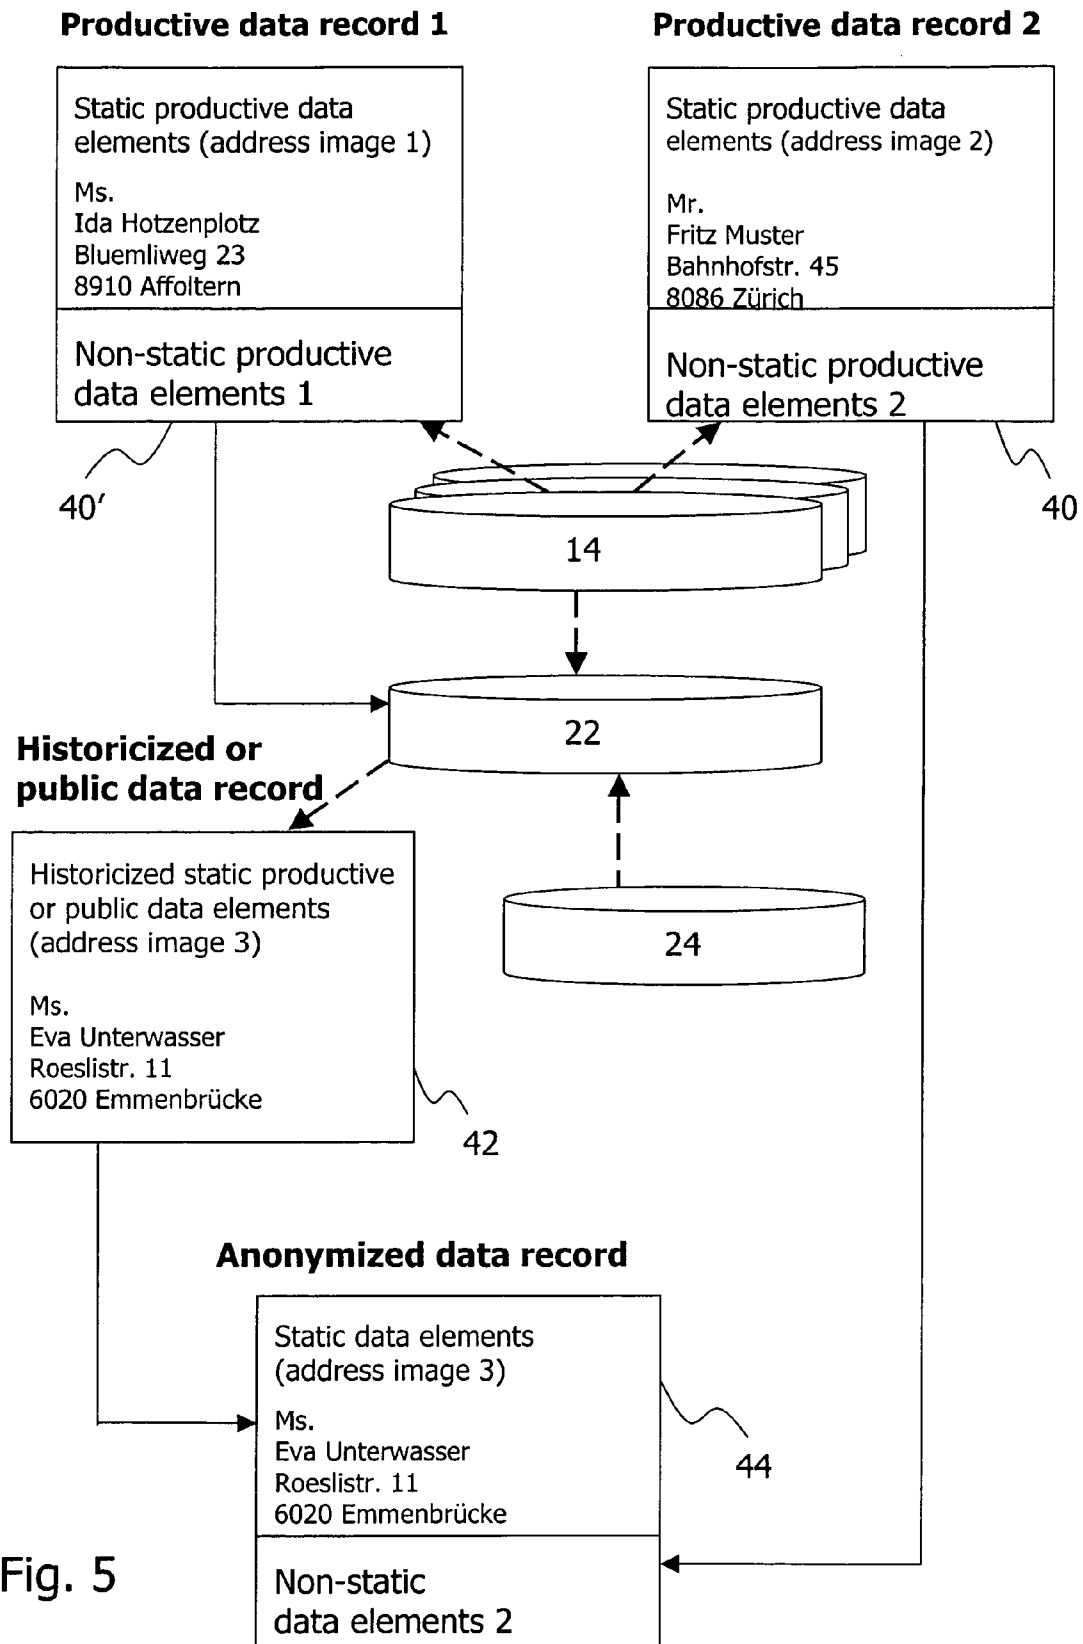 Productive data record 1
Productive data record 2
Static productive data
elements (address image 1)
Ms.
Ida Hotzenplotz
Bluemliweg 23
8910 Affoltern
Non-static productive
data elements 1
Static productive data
elements (address image 2)
Mr.
Fritz Muster
Bahnhofstr. 45
8086 Zürich
Non-static productive
data elements 2
40′
40
14
22
Historicized or
public data record
24
Historicized static productive
or public data elements
(address image 3)
Ms.
Eva Unterwasser
Roeslistr. 11
6020 Emmenbrücke
42
Anonymized data record
Static data elements
(address image 3)
Ms.
Eva Unterwasser
Roeslistr. 11
6020 Emmenbrücke
44
Non-static
data elements 2
Fig. 5